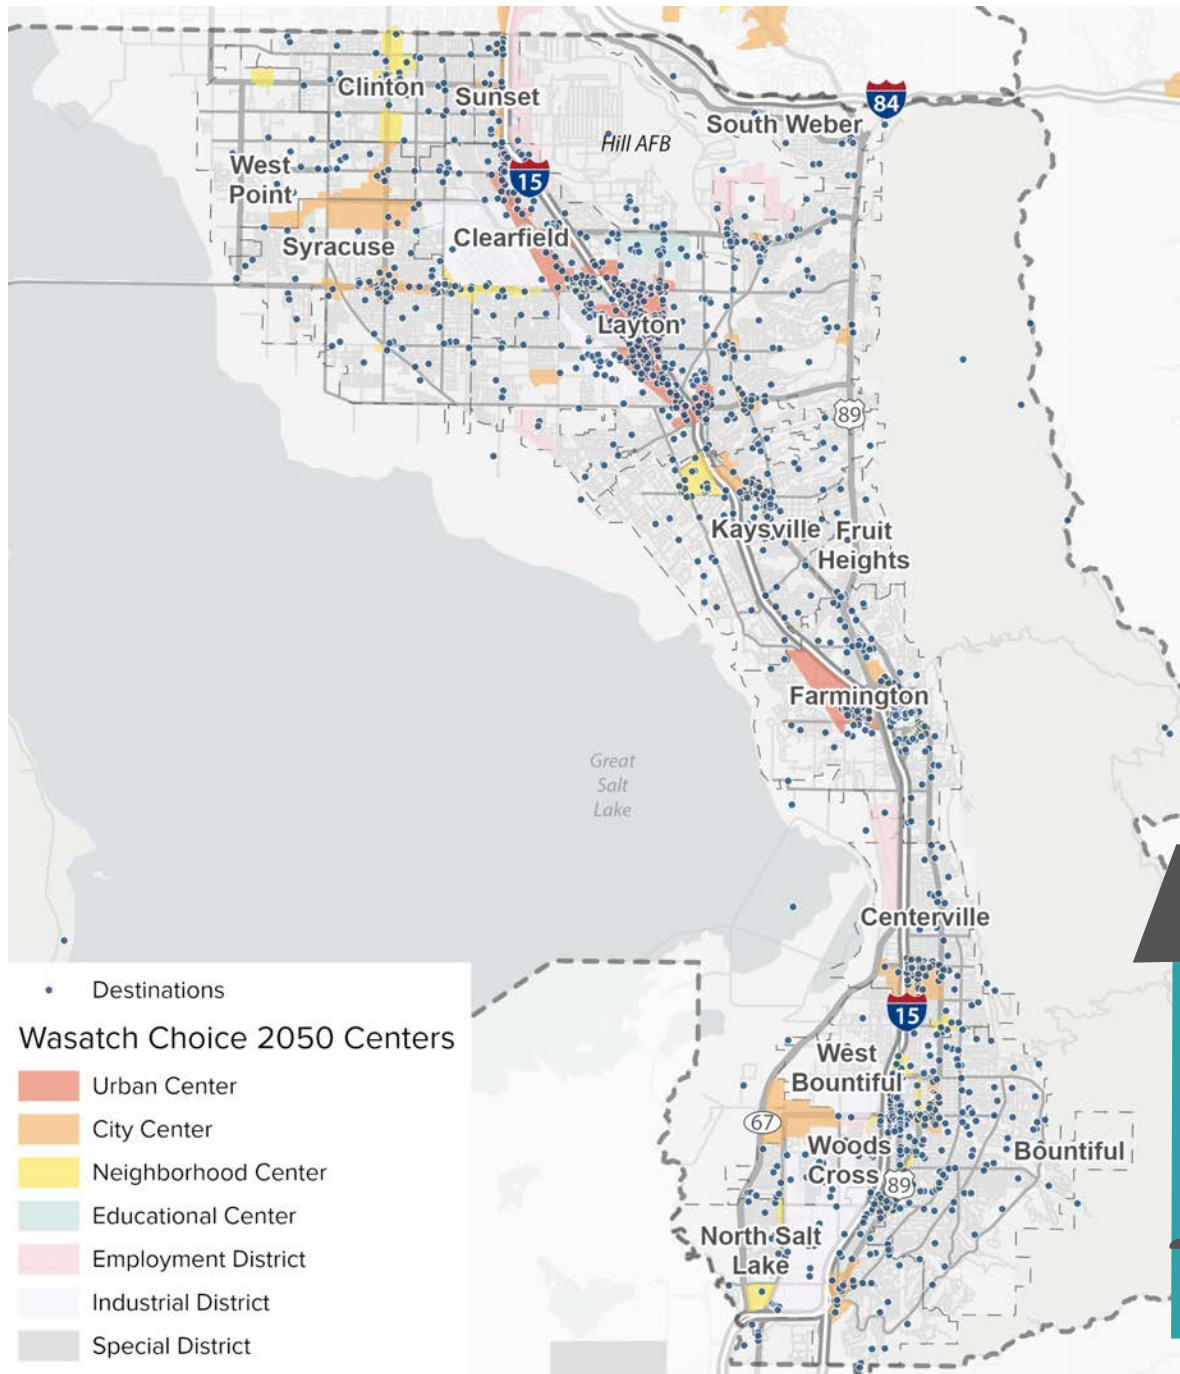 84
Clinton
Sunset
South Weber
Hill AFB
West
Point
15
Syracuse
Clearfield
Layton
89
Kaysville
Fruit
Heights
Farmington
Great
Salt
Lake
Centerville
15
West
Bountiful
67
Woods
Cross
Bountiful
89
North Salt
Lake
Destinations
Wasatch Choice 2050 Centers
Urban Center
City Center
Neighborhood Center
Educational Center
Employment District
Industrial District
Special District